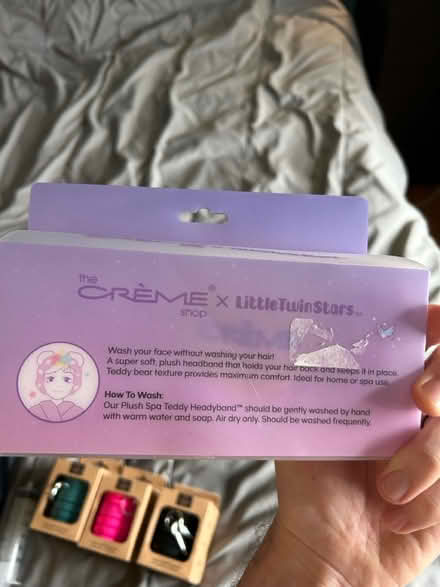 the
CRÈME® x LittleTwinStars™
shop
Wash your face without washing your hair!
A super soft, plush headband that holds your hair back and keeps it in place.
Teddy bear texture provides maximum comfort. Ideal for home or spa use.
How To Wash:
Our Plush Spa Teddy Headyband™ should be gently washed by hand
with warm water and soap. Air dry only. Should be washed frequently.